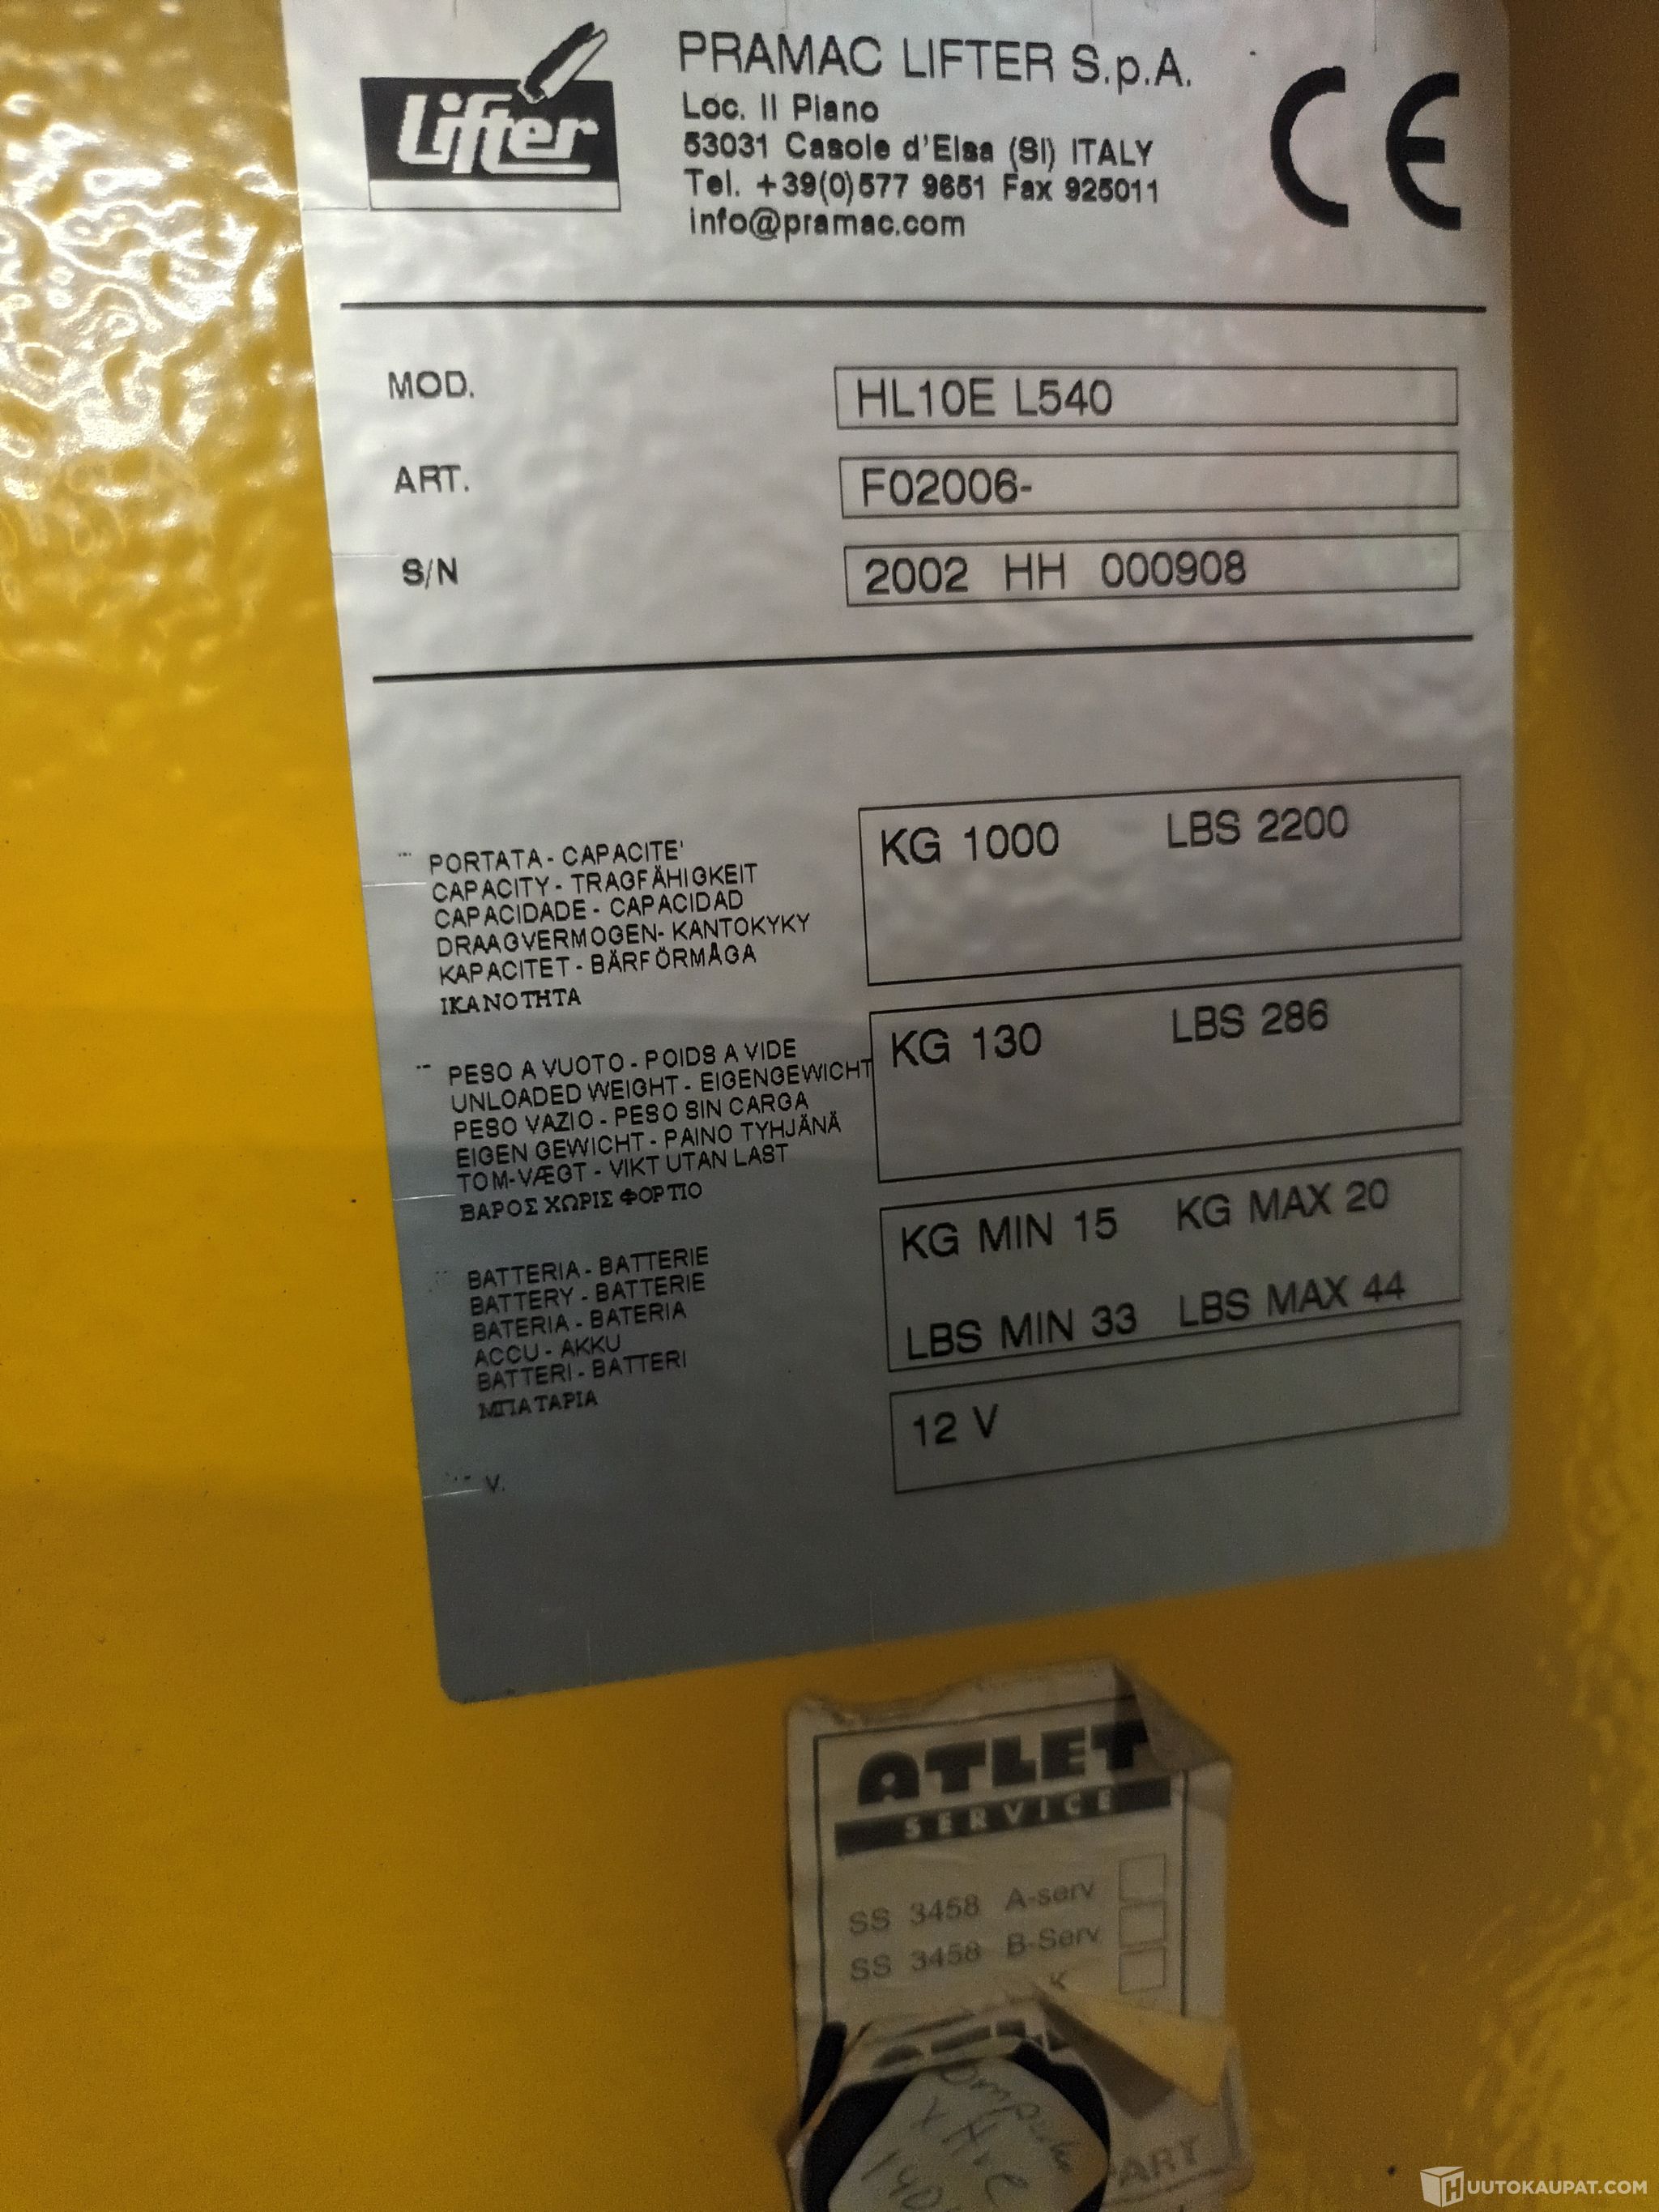 Lifter
PRAMAC LIFTER S.p.A.
Loc. Il Piano
53031 Casole d'Elsa (SI) ITALY
Tel. +39(0)577 9651 Fax 925011
info@pramac.com
CE
MOD. HL10E L540
ART. F02006-
S/N 2002 HH 000908
PORTATA - CAPACITE'
CAPACITY - TRAGFÄHIGKEIT
CAPACIDADE - CAPACIDAD
DRAAGVERMOGEN- KANTOKYKY
KAPACITET - BÄRFÖRMÅGA
ΙΚΑΝΟΤΗΤΑ
KG 1000 LBS 2200
PESO A VUOTO - POIDS A VIDE
UNLOADED WEIGHT - EIGENGEWICHT
PESO VAZIO - PESO SIN CARGA
EIGEN GEWICHT - PAINO TYHJÄNÄ
TOM-VÆGT - VIKT UTAN LAST
ΒΑΡΟΣ ΧΩΡΙΣ ΦΟΡΤΙΟ
KG 130 LBS 286
BATTERIA - BATTERIE
BATTERY - BATTERIE
BATERIA - BATERIA
ACCU - AKKU
BATTERI - BATTERI
ΜΠΑΤΑΡΙΑ
KG MIN 15 KG MAX 20
LBS MIN 33 LBS MAX 44
V. 12 V
ATLET
SERVICE
SS 3458 A-serv
SS 3458 B-Serv
K
HUUTOKAUPAT.COM